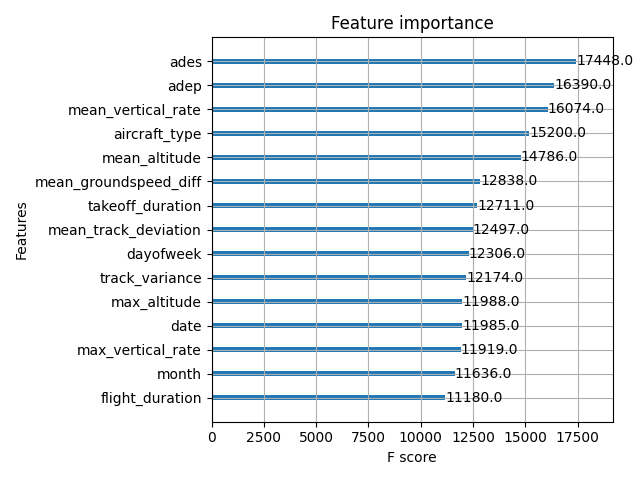 Feature importance
Features
ades 17448.0
adep 16390.0
mean_vertical_rate 16074.0
aircraft_type 15200.0
mean_altitude 14786.0
mean_groundspeed_diff 12838.0
takeoff_duration 12711.0
mean_track_deviation 12497.0
dayofweek 12306.0
track_variance 12174.0
max_altitude 11988.0
date 11985.0
max_vertical_rate 11919.0
month 11636.0
flight_duration 11180.0
0 2500 5000 7500 10000 12500 15000 17500
F score